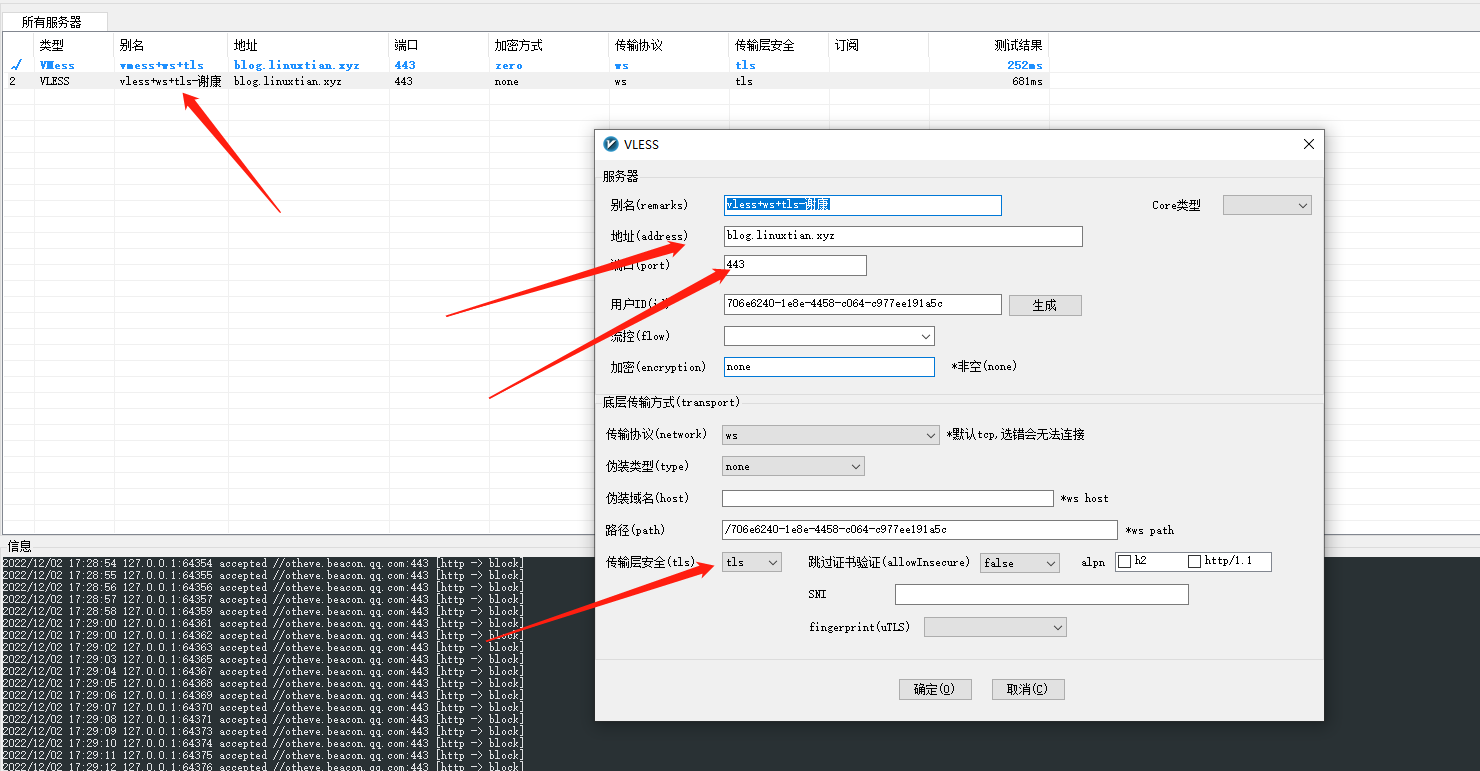 所有服务器
类型 别名 地址 端口 加密方式 传输协议 传输层安全 订阅 测试结果
VMess vmess+ws+tls blog.linuxtian.xyz 443 zero ws tls 252ms
2 VLESS vless+ws+tls-谢康 blog.linuxtian.xyz 443 none ws tls 681ms
VLESS
服务器
别名(remarks) vless+ws+tls-谢康 Core类型
地址(address) blog.linuxtian.xyz
端口(port) 443
用户ID(id) 706e6240-1e8e-4458-c064-c977ee191a5c 生成
流控(flow)
加密(encryption) none *非空(none)
底层传输方式(transport)
传输协议(network) ws *默认tcp,选错会无法连接
伪装类型(type) none
伪装域名(host) *ws host
路径(path) /706e6240-1e8e-4458-c064-c977ee191a5c *ws path
传输层安全(tls) tls 跳过证书验证(allowInsecure) false alpn h2 http/1.1
SNI
fingerprint(uTLS)
确定(O) 取消(C)
信息
2022/12/02 17:28:54 127.0.0.1:64354 accepted //otheve.beacon.qq.com:443 [http -> block]
2022/12/02 17:28:55 127.0.0.1:64355 accepted //otheve.beacon.qq.com:443 [http -> block]
2022/12/02 17:28:56 127.0.0.1:64356 accepted //otheve.beacon.qq.com:443 [http -> block]
2022/12/02 17:28:57 127.0.0.1:64357 accepted //otheve.beacon.qq.com:443 [http -> block]
2022/12/02 17:28:58 127.0.0.1:64359 accepted //otheve.beacon.qq.com:443 [http -> block]
2022/12/02 17:29:00 127.0.0.1:64361 accepted //otheve.beacon.qq.com:443 [http -> block]
2022/12/02 17:29:00 127.0.0.1:64362 accepted //otheve.beacon.qq.com:443 [http -> block]
2022/12/02 17:29:02 127.0.0.1:64363 accepted //otheve.beacon.qq.com:443 [http -> block]
2022/12/02 17:29:03 127.0.0.1:64365 accepted //otheve.beacon.qq.com:443 [http -> block]
2022/12/02 17:29:04 127.0.0.1:64367 accepted //otheve.beacon.qq.com:443 [http -> block]
2022/12/02 17:29:05 127.0.0.1:64368 accepted //otheve.beacon.qq.com:443 [http -> block]
2022/12/02 17:29:06 127.0.0.1:64369 accepted //otheve.beacon.qq.com:443 [http -> block]
2022/12/02 17:29:07 127.0.0.1:64370 accepted //otheve.beacon.qq.com:443 [http -> block]
2022/12/02 17:29:08 127.0.0.1:64371 accepted //otheve.beacon.qq.com:443 [http -> block]
2022/12/02 17:29:09 127.0.0.1:64373 accepted //otheve.beacon.qq.com:443 [http -> block]
2022/12/02 17:29:10 127.0.0.1:64374 accepted //otheve.beacon.qq.com:443 [http -> block]
2022/12/02 17:29:11 127.0.0.1:64375 accepted //otheve.beacon.qq.com:443 [http -> block]
2022/12/02 17:29:12 127.0.0.1:64376 accepted //otheve.beacon.qq.com:443 [http -> block]